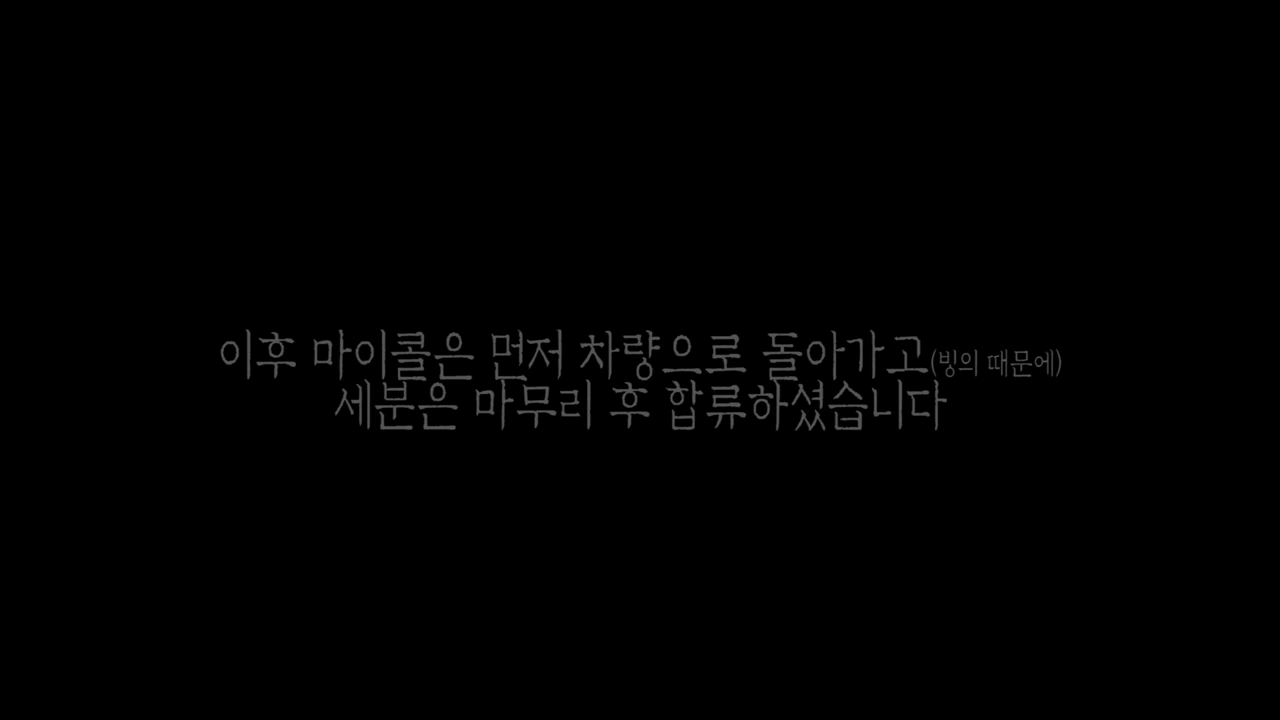 이후 마이콜은 먼저 차량으로 돌아가고(빙의 때문에)
세분은 마무리 후 합류하셨습니다